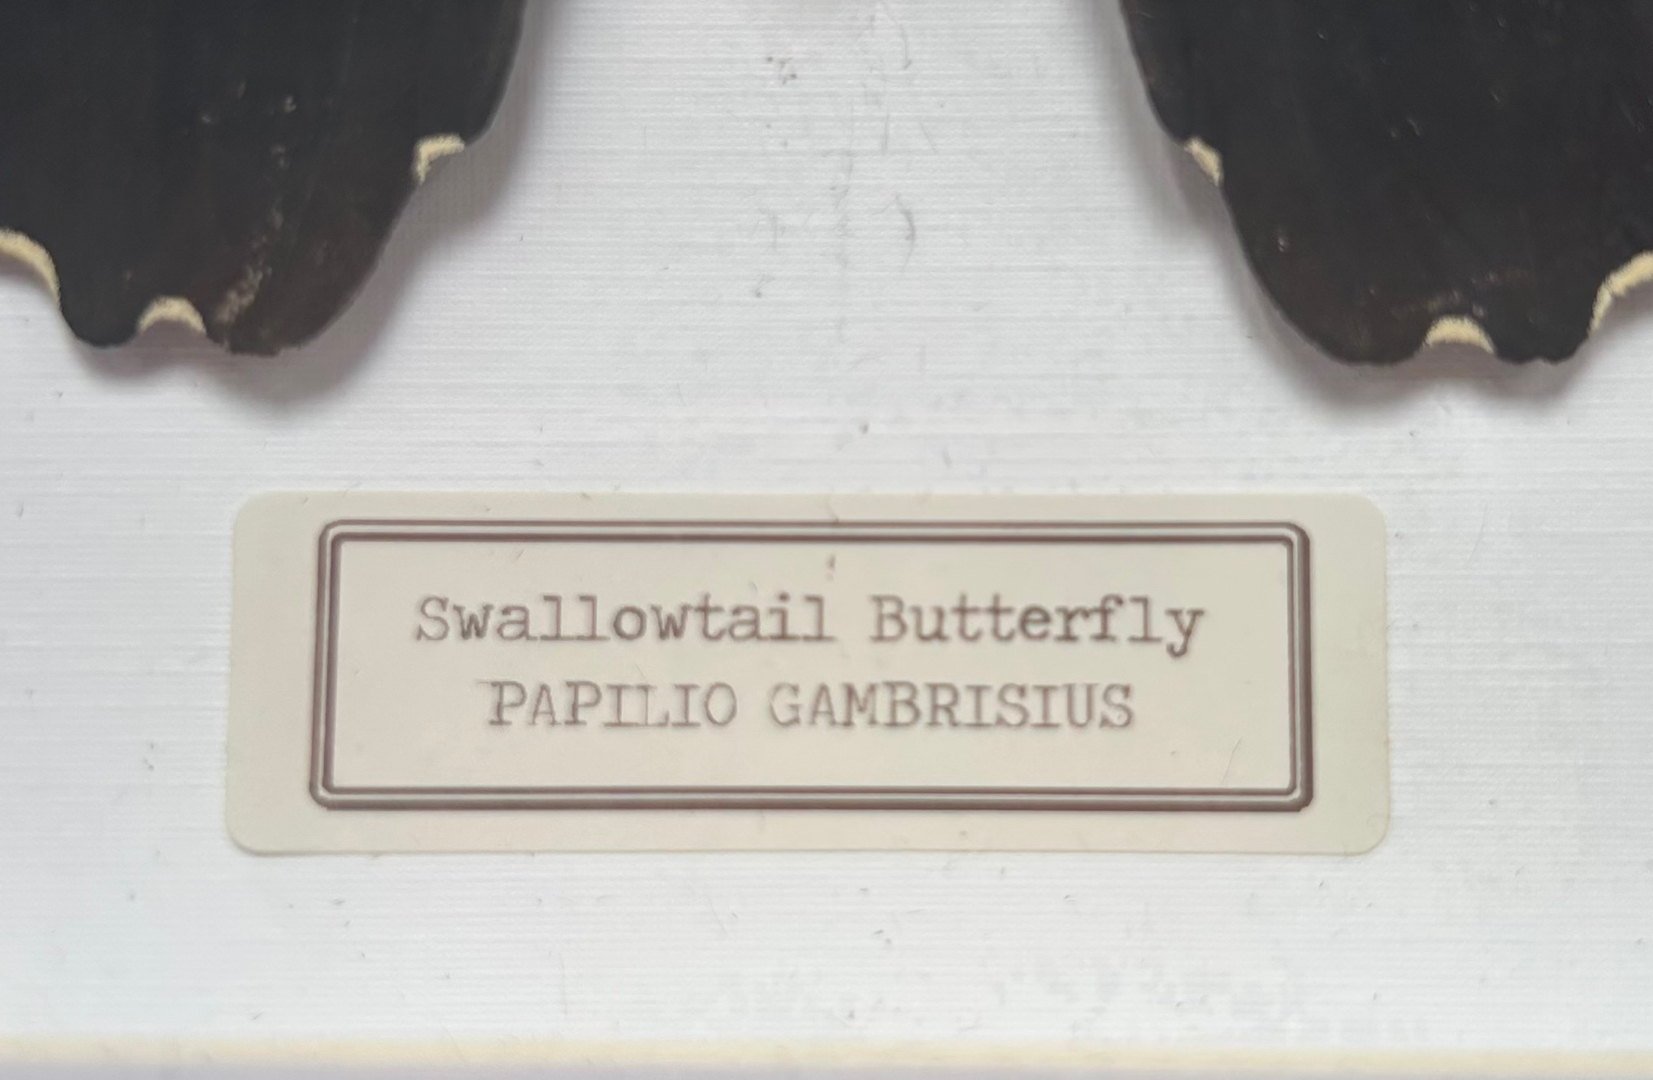 Swallowtail Butterfly
PAPILIO GAMBRISIUS